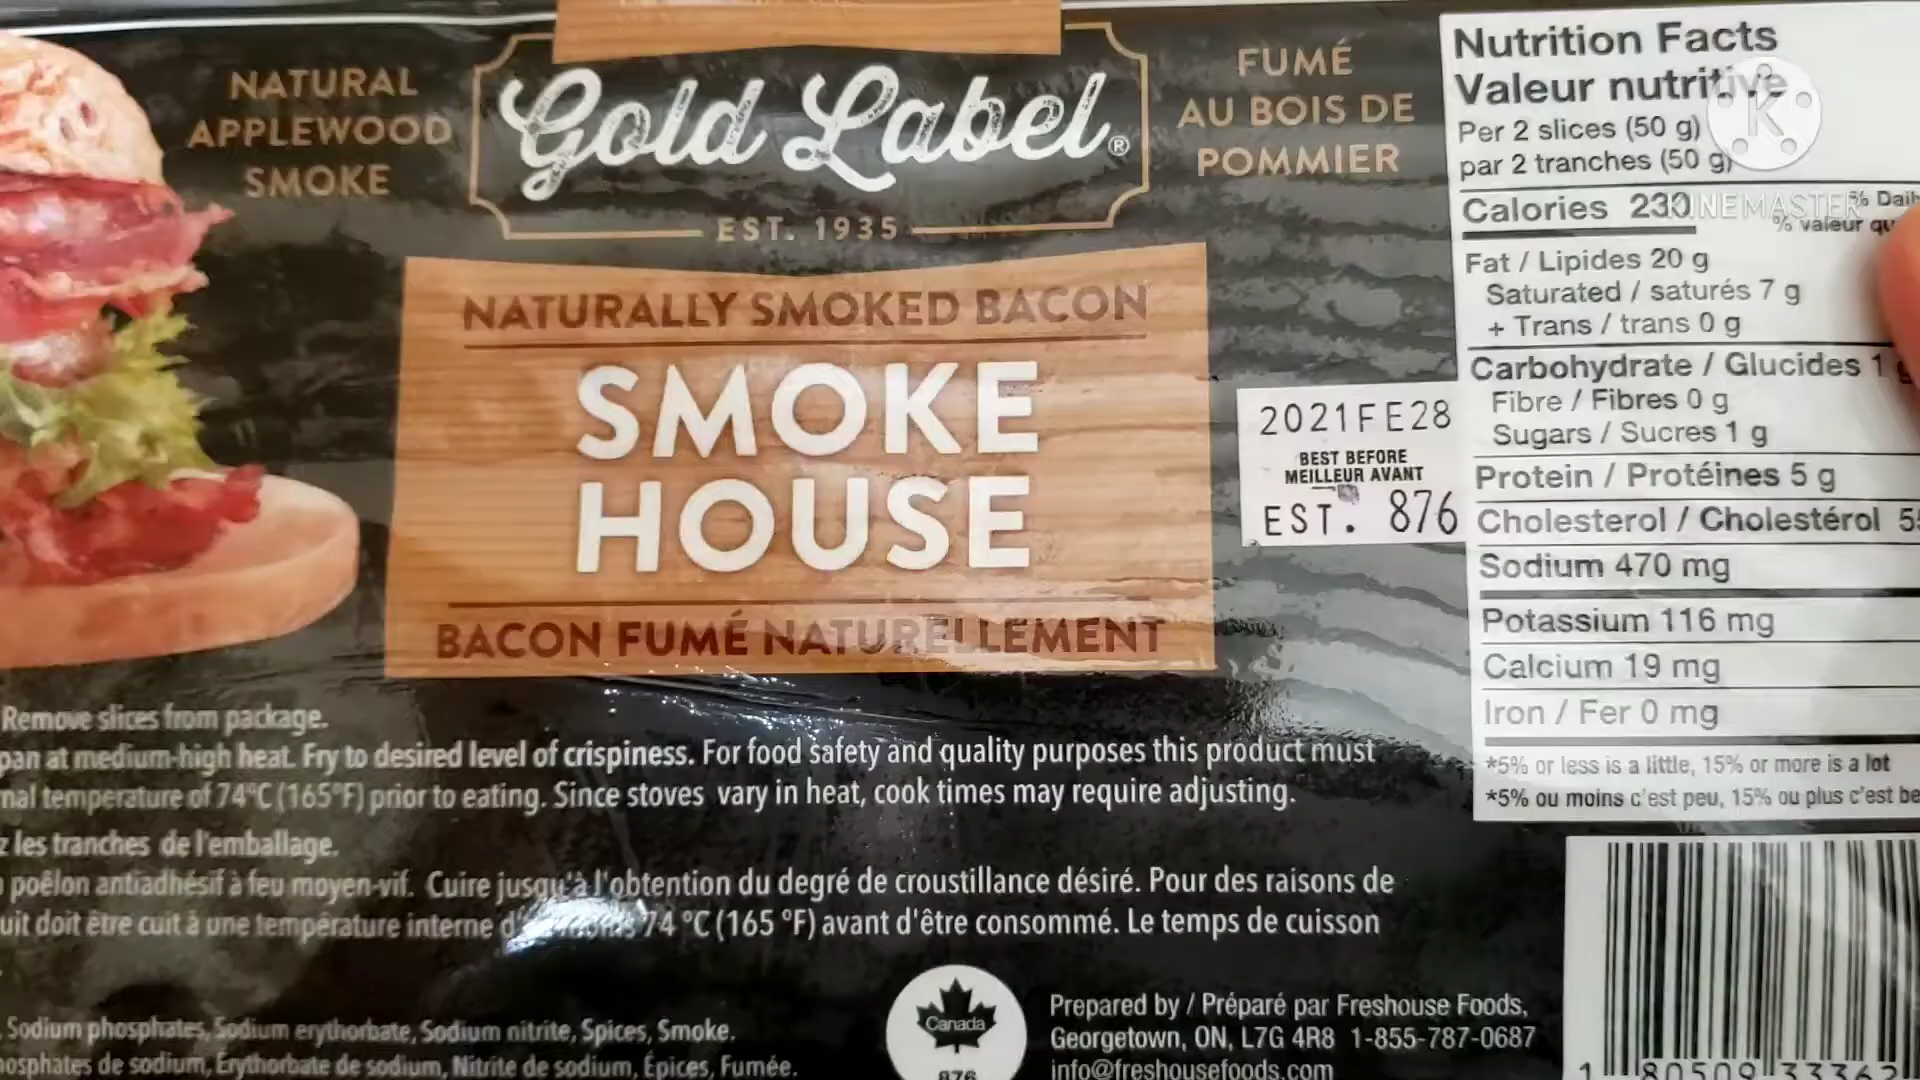 NATURAL
APPLEWOOD
SMOKE
Gold Label®
EST. 1935
FUMÉ
AU BOIS DE
POMMIER
NATURALLY SMOKED BACON
SMOKE
HOUSE
BACON FUMÉ NATURELLEMENT
2021FE28
BEST BEFORE
MEILLEUR AVANT
EST. 876
Nutrition Facts
Valeur nutritive
Per 2 slices (50 g)
par 2 tranches (50 g)
Calories 230
KINEMASTER
%
% valeur
Fat / Lipides 20 g
Saturated / saturés 7 g
+ Trans / trans 0 g
Carbohydrate / Glucides 1 g
Fibre / Fibres 0 g
Sugars / Sucres 1 g
Protein / Protéines 5 g
Cholesterol / Cholestérol
Sodium 470 mg
Potassium 116 mg
Calcium 19 mg
Iron / Fer 0 mg
*5% or less is a little, 15% or more is a lot
*5% ou moins c'est peu, 15% ou plus c'est
Remove slices from package.
pan at medium-high heat. Fry to desired level of crispiness. For food safety and quality purposes this product must
temperature of 74°C (165°F) prior to eating. Since stoves vary in heat, cook times may require adjusting.
les tranches de l'emballage.
poêlon antiadhésif à feu moyen-vif. Cuire jusqu'à l'obtention du degré de croustillance désiré. Pour des raisons de
doit être cuit à une température interne 74 °C (165 °F) avant d'être consommé. Le temps de cuisson
Sodium phosphates, Sodium erythorbate, Sodium nitrite, Spices, Smoke.
de sodium, Érythorbate de sodium, Nitrite de sodium, Épices, Fumée.
Canada
876
Prepared by / Préparé par Freshouse Foods,
Georgetown, ON, L7G 4R8 1-855-787-0687
info@freshousefoods.com
1 80509 33362